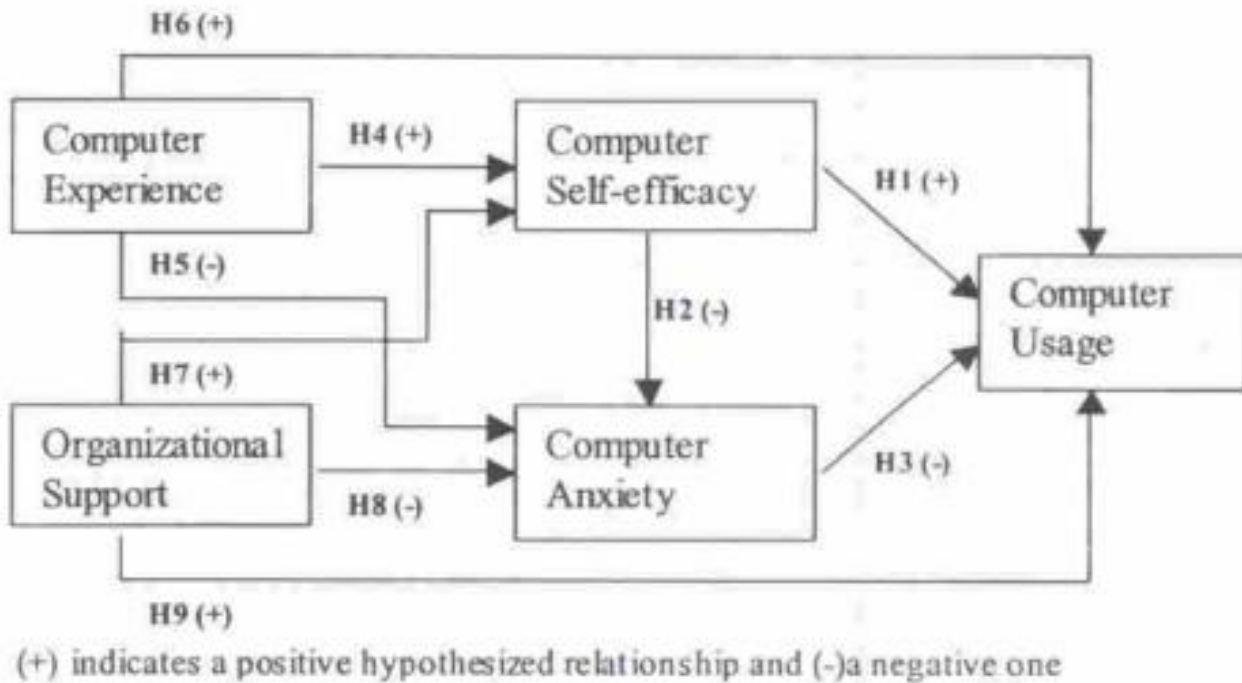 H6 (+)
Computer
Experience
H4 (+)
Computer
Self-efficacy
H1 (+)
H5 (-)
H2 (-)
Computer
Usage
H7 (+)
Organizational
Support
H8 (-)
Computer
Anxiety
H3 (-)
H9 (+)
(+) indicates a positive hypothesized relationship and (-)a negative one